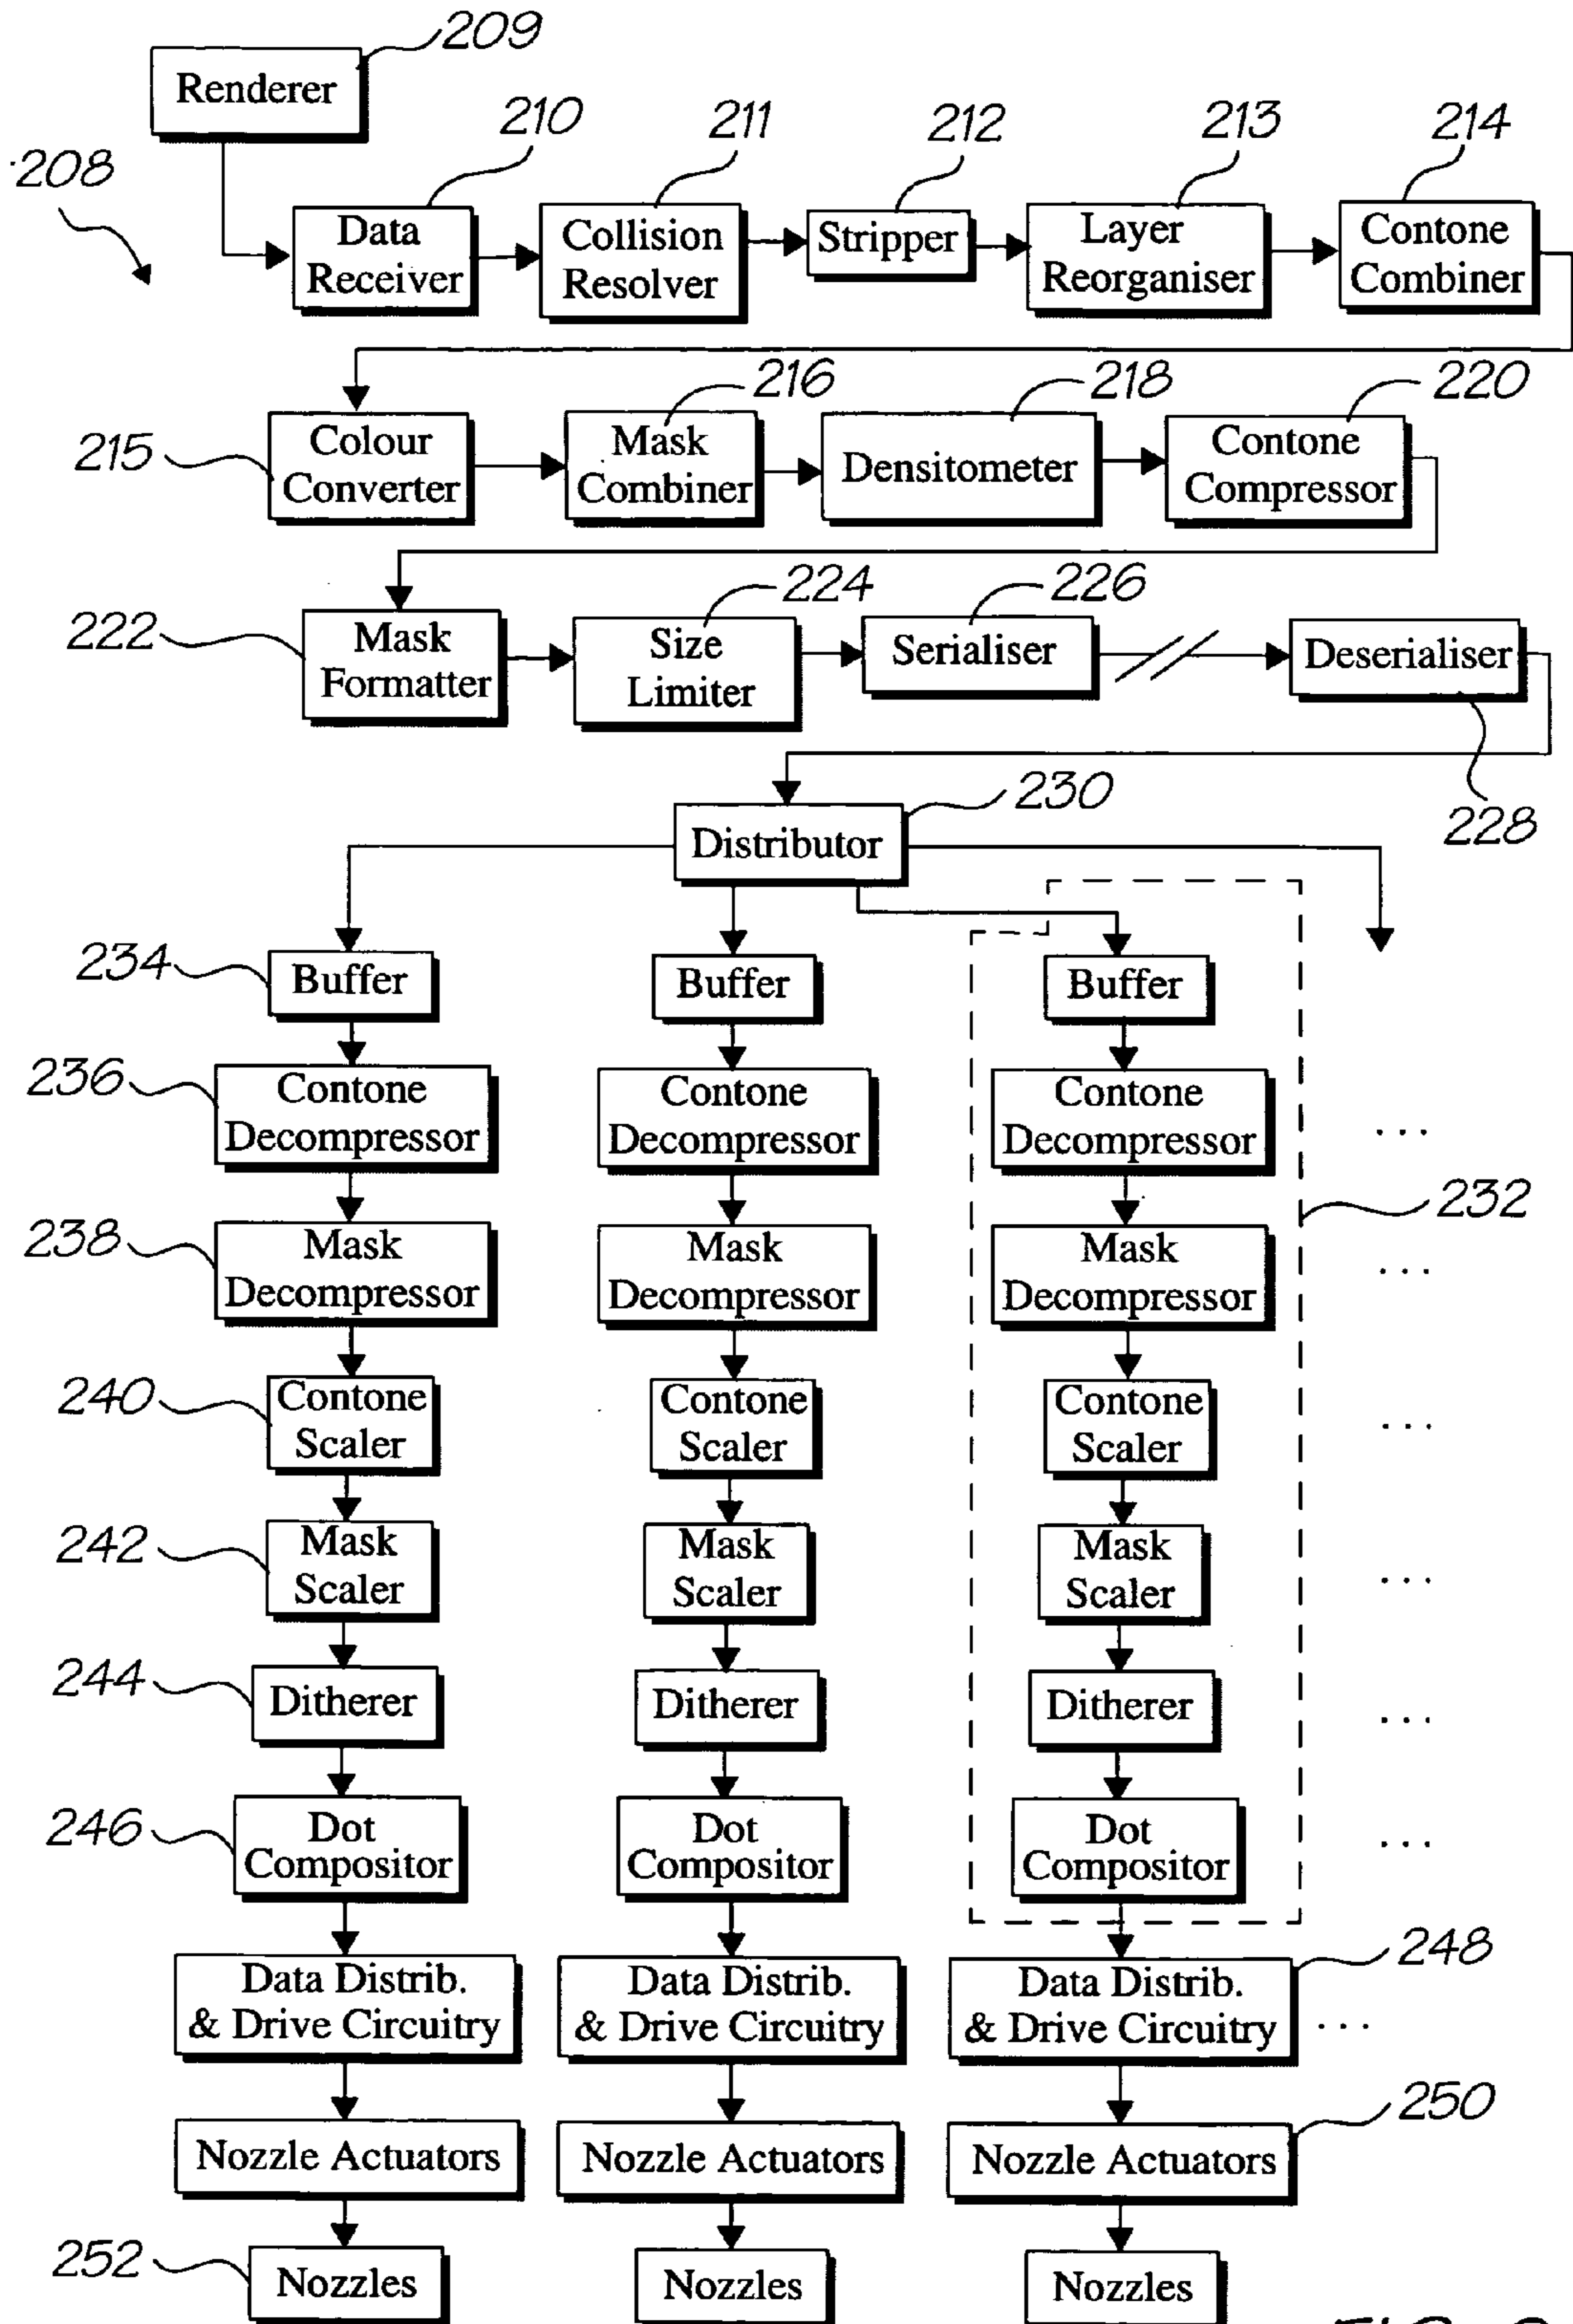 209
Renderer
210
211
212
213
214
208
Data
Receiver
Collision
Resolver
Stripper
Layer
Reorganiser
Contone
Combiner
216
218
220
215
Colour
Converter
Mask
Combiner
Densitometer
Contone
Compressor
224
226
222
Mask
Formatter
Size
Limiter
Serialiser
Deserialiser
228
230
Distributor
234
Buffer
Buffer
Buffer
236
Contone
Decompressor
Contone
Decompressor
Contone
Decompressor
...
232
238
Mask
Decompressor
Mask
Decompressor
Mask
Decompressor
...
240
Contone
Scaler
Contone
Scaler
Contone
Scaler
...
242
Mask
Scaler
Mask
Scaler
Mask
Scaler
...
244
Ditherer
Ditherer
Ditherer
...
246
Dot
Compositor
Dot
Compositor
Dot
Compositor
...
248
Data Distrib.
& Drive Circuitry
Data Distrib.
& Drive Circuitry
Data Distrib.
& Drive Circuitry
...
250
Nozzle Actuators
Nozzle Actuators
Nozzle Actuators
252
Nozzles
Nozzles
Nozzles